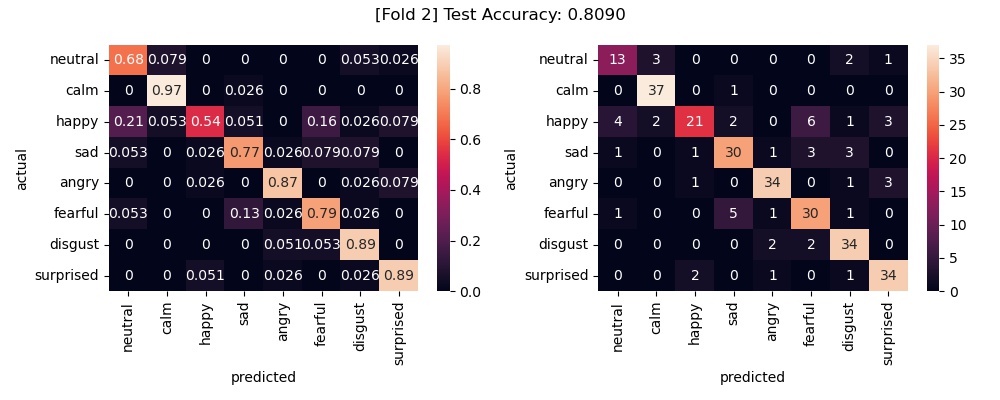 [Fold 2] Test Accuracy: 0.8090
actual
neutral 0.68 0.079 0 0 0 0 0.053 0.026
calm 0 0.97 0 0.026 0 0 0 0
happy 0.21 0.053 0.54 0.051 0 0.16 0.026 0.079
sad 0.053 0 0.026 0.77 0.026 0.079 0.079 0
angry 0 0 0.026 0 0.87 0 0.026 0.079
fearful 0.053 0 0 0.13 0.026 0.79 0.026 0
disgust 0 0 0 0 0.051 0.053 0.89 0
surprised 0 0 0.051 0 0.026 0 0.026 0.89
neutral calm happy sad angry fearful disgust surprised
predicted
0.8
0.6
0.4
0.2
0.0
actual
neutral 13 3 0 0 0 0 2 1
calm 0 37 0 1 0 0 0 0
happy 4 2 21 2 0 6 1 3
sad 1 0 1 30 1 3 3 0
angry 0 0 1 0 34 0 1 3
fearful 1 0 0 5 1 30 1 0
disgust 0 0 0 0 2 2 34 0
surprised 0 0 2 0 1 0 1 34
neutral calm happy sad angry fearful disgust surprised
predicted
35
30
25
20
15
10
5
0